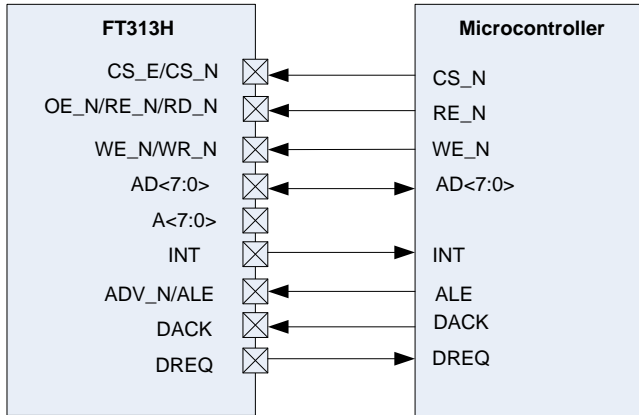 FT313H
Microcontroller
CS_E/CS_N
CS_N
OE_N/RE_N/RD_N
RE_N
WE_N/WR_N
WE_N
AD<7:0>
AD<7:0>
A<7:0>
INT
INT
ADV_N/ALE
ALE
DACK
DACK
DREQ
DREQ